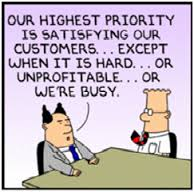 OUR HIGHEST PRIORITY
IS SATISFYING OUR
CUSTOMERS... EXCEPT
WHEN IT IS HARD... OR
UNPROFITABLE... OR
WE'RE BUSY.